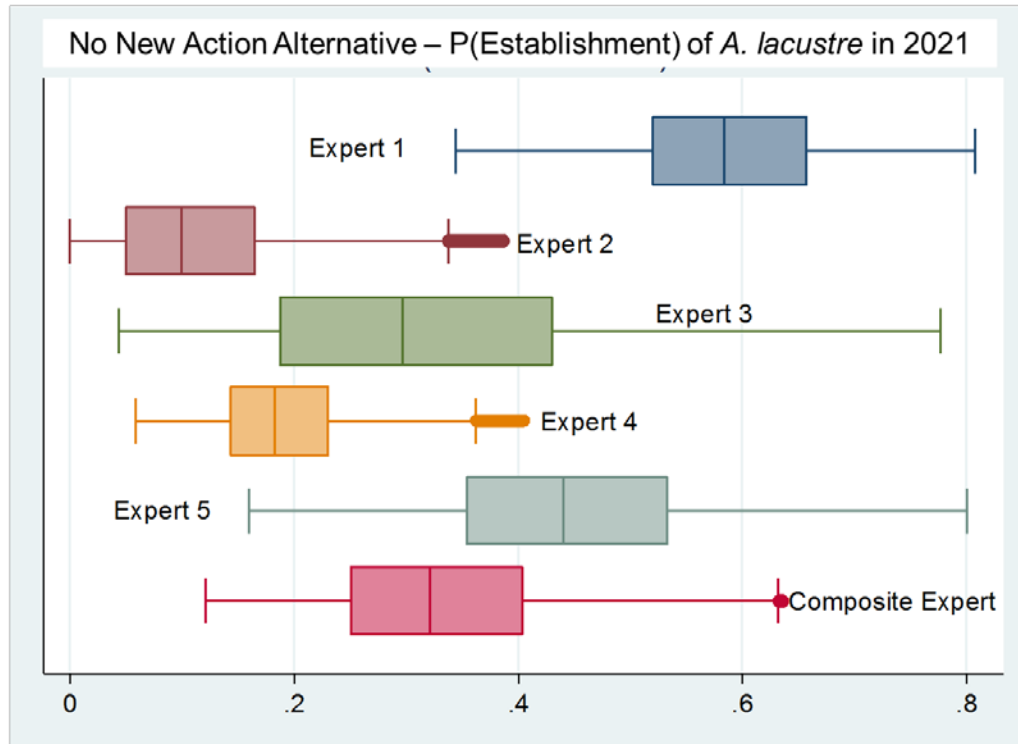 No New Action Alternative – P(Establishment) of A. lacustre in 2021
Expert 1
Expert 2
Expert 3
Expert 4
Expert 5
Composite Expert
0 .2 .4 .6 .8